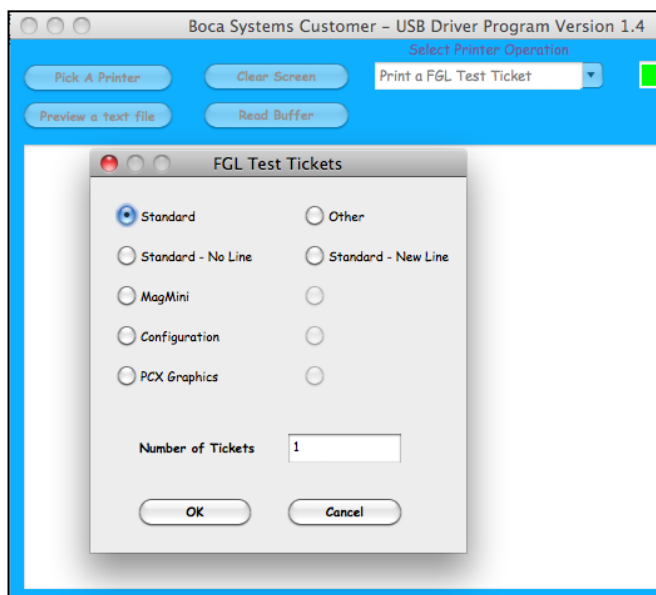 Boca Systems Customer – USB Driver Program Version 1.4
Select Printer Operation
Pick A Printer Clear Screen Print a FGL Test Ticket
Preview a text file Read Buffer
FGL Test Tickets
Standard Other
Standard - No Line Standard - New Line
MagMini
Configuration
PCX Graphics
Number of Tickets 1
OK Cancel